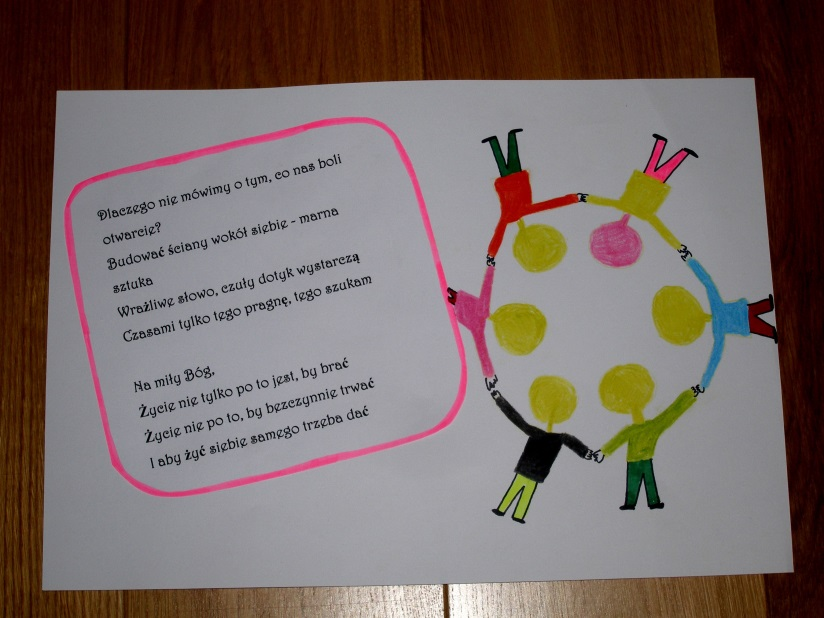 Dlaczego nie mówimy o tym, co nas boli
otwarcie?
Budować ściany wokół siebie - marna
sztuka
Wrażliwe słowo, czuły dotyk wystarczą
Czasami tylko tego pragnę, tego szukam

Na miły Bóg,
Życie nie tylko po to jest, by brać
Życie nie po to, by bezczynnie trwać
I aby żyć siebie samego trzeba dać